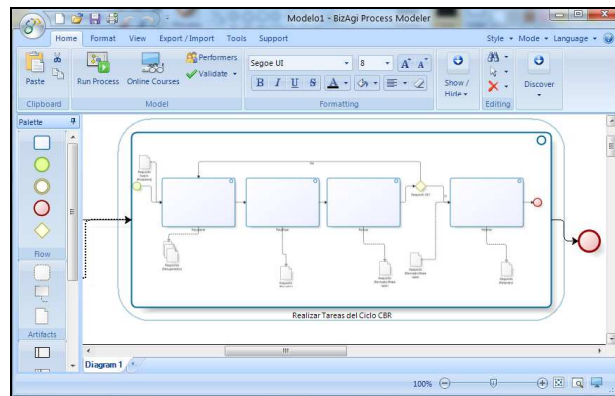 Modelo1 - BizAgi Process Modeler
Home Format View Export/Import Tools Support
Style Mode Language
Paste
Run Process
Online Courses
Performers
Validate
Segoe UI
8
A A
B I U S A
Show / Hide
Discover
Clipboard
Model
Formatting
Editing
Palette
Flow
Artifacts
Realizar Tareas del Ciclo CBR
Diagram 1
100%